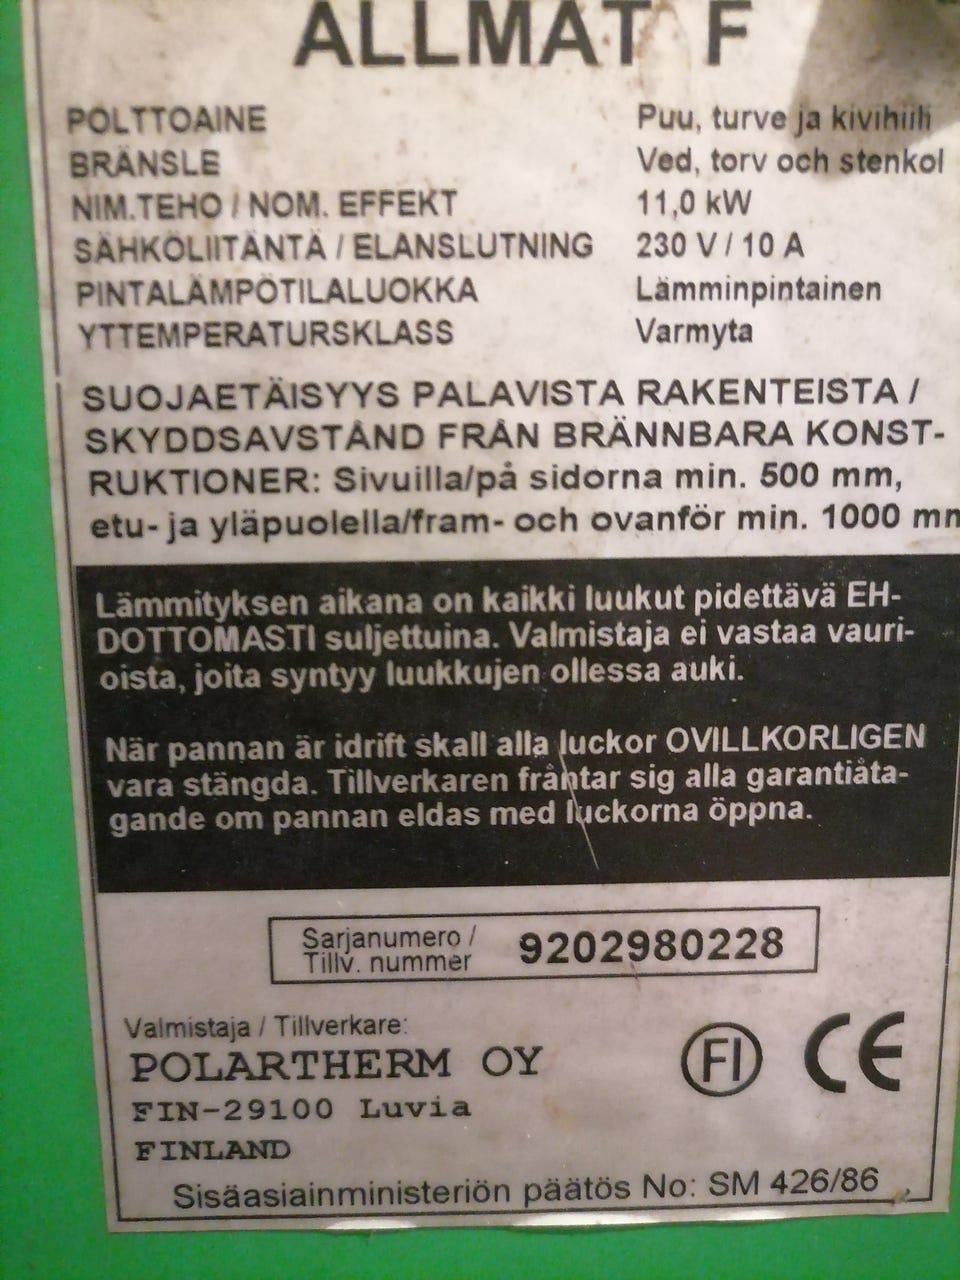 ALLMAT F
POLTTOAINE Puu, turve ja kivihiili
BRÄNSLE Ved, torv och stenkol
NIM.TEHO / NOM. EFFEKT 11,0 kW
SÄHKÖLIITÄNTÄ / ELANSLUTNING 230 V / 10 A
PINTALÄMPÖTILALUOKKA Lämminpintainen
YTTEMPERATURSKLASS Varmyta
SUOJAETÄISYYS PALAVISTA RAKENTEISTA /
SKYDDSAVSTÅND FRÅN BRÄNNBARA KONST-
RUKTIONER: Sivuilla/på sidorna min. 500 mm,
etu- ja yläpuolella/fram- och ovanför min. 1000 mm
Lämmityksen aikana on kaikki luukut pidettävä EH-
DOTTOMASTI suljettuina. Valmistaja ei vastaa vauri-
oista, joita syntyy luukkujen ollessa auki.
När pannan är idrift skall alla luckor OVILLKORLIGEN
vara stängda. Tillverkaren fråntar sig alla garantiåta-
gande om pannan eldas med luckorna öppna.
Sarjanumero / 9202980228
Tillv. nummer
Valmistaja / Tillverkare:
POLARTHERM OY FI CE
FIN-29100 Luvia
FINLAND
Sisäasiainministeriön päätös No: SM 426/86